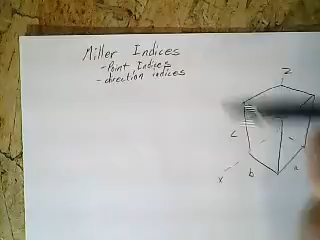 Miller Indices
- Point Indices
- direction indices
z
c
x
b
a